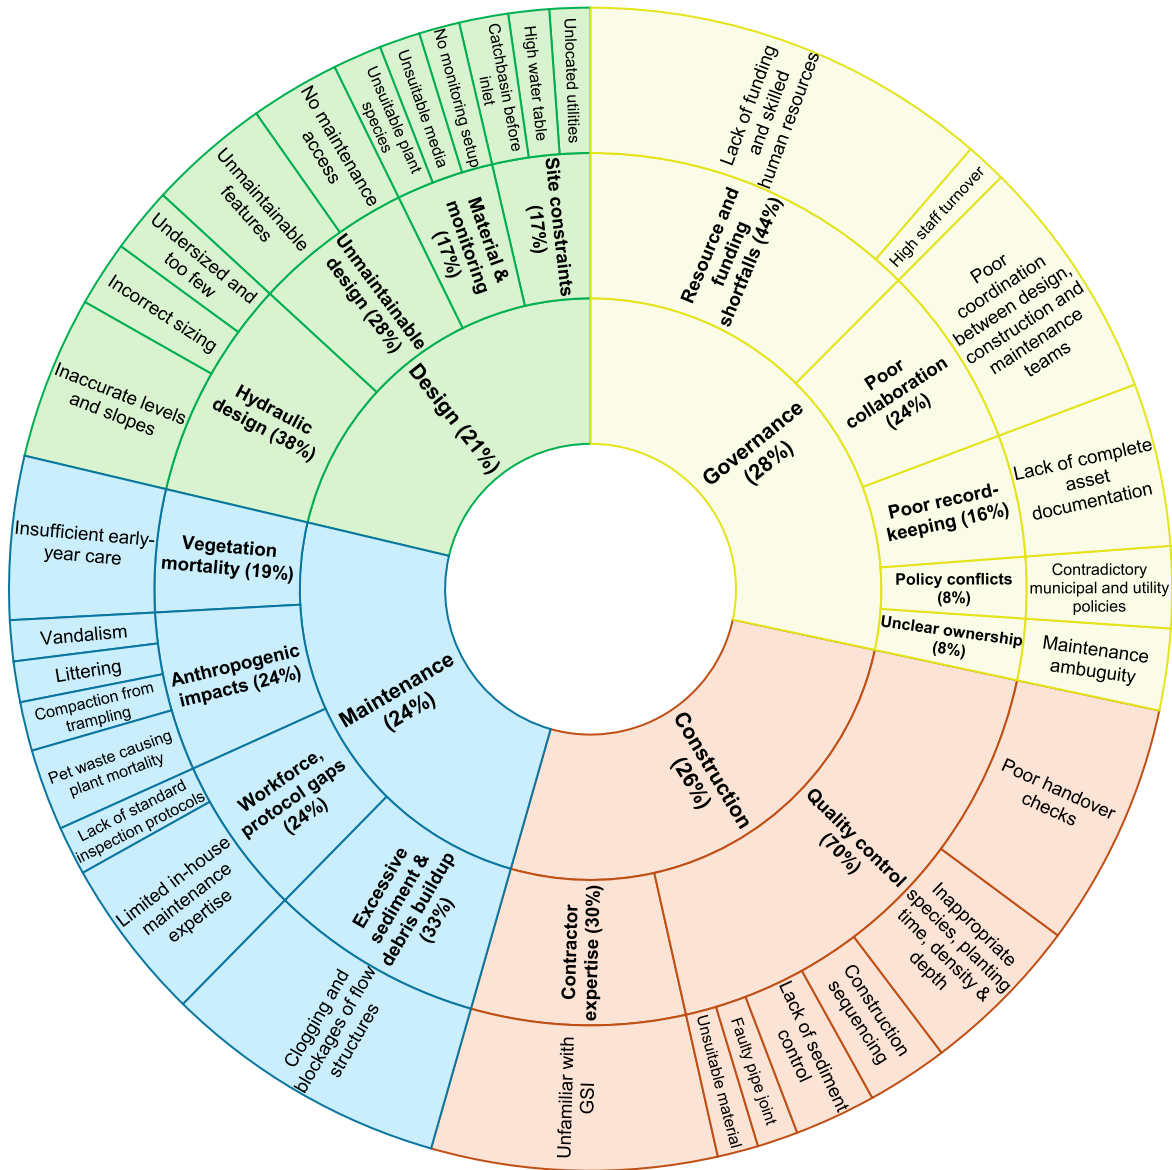 Governance
(28%)
Resource and
funding
shortfalls (44%)
Lack of funding
and skilled
human resources
High staff turnover
Poor
collaboration
(24%)
Poor
coordination
between design,
construction and
maintenance
teams
Poor record-
keeping (16%)
Lack of complete
asset
documentation
Policy conflicts
(8%)
Contradictory
municipal and utility
policies
Unclear ownership
(8%)
Maintenance
ambuguity
Construction
(26%)
Quality control
(70%)
Poor handover
checks
Inappropriate
species, planting
time, density &
depth
Construction
sequencing
Lack of sediment
control
Faulty pipe joint
Unsuitable material
Contractor
expertise (30%)
Unfamiliar with
GSI
Maintenance
(24%)
Excessive
sediment &
debris buildup
(33%)
Clogging and
blockages of flow
structures
Workforce,
protocol gaps
(24%)
Limited in-house
maintenance
expertise
Lack of standard
inspection protocols
Anthropogenic
impacts (24%)
Pet waste causing
plant mortality
Compaction from
trampling
Littering
Vandalism
Vegetation
mortality (19%)
Insufficient early-
year care
Design (21%)
Hydraulic
design (38%)
Inaccurate levels
and slopes
Incorrect sizing
Undersized and
too few
Unmaintainable
design (28%)
Unmaintainable
features
No maintenance
access
Material &
monitoring
(17%)
Unsuitable plant
species
Unsuitable media
No monitoring setup
Site constraints
(17%)
Catchbasin before
inlet
High water table
Unlocated utilities